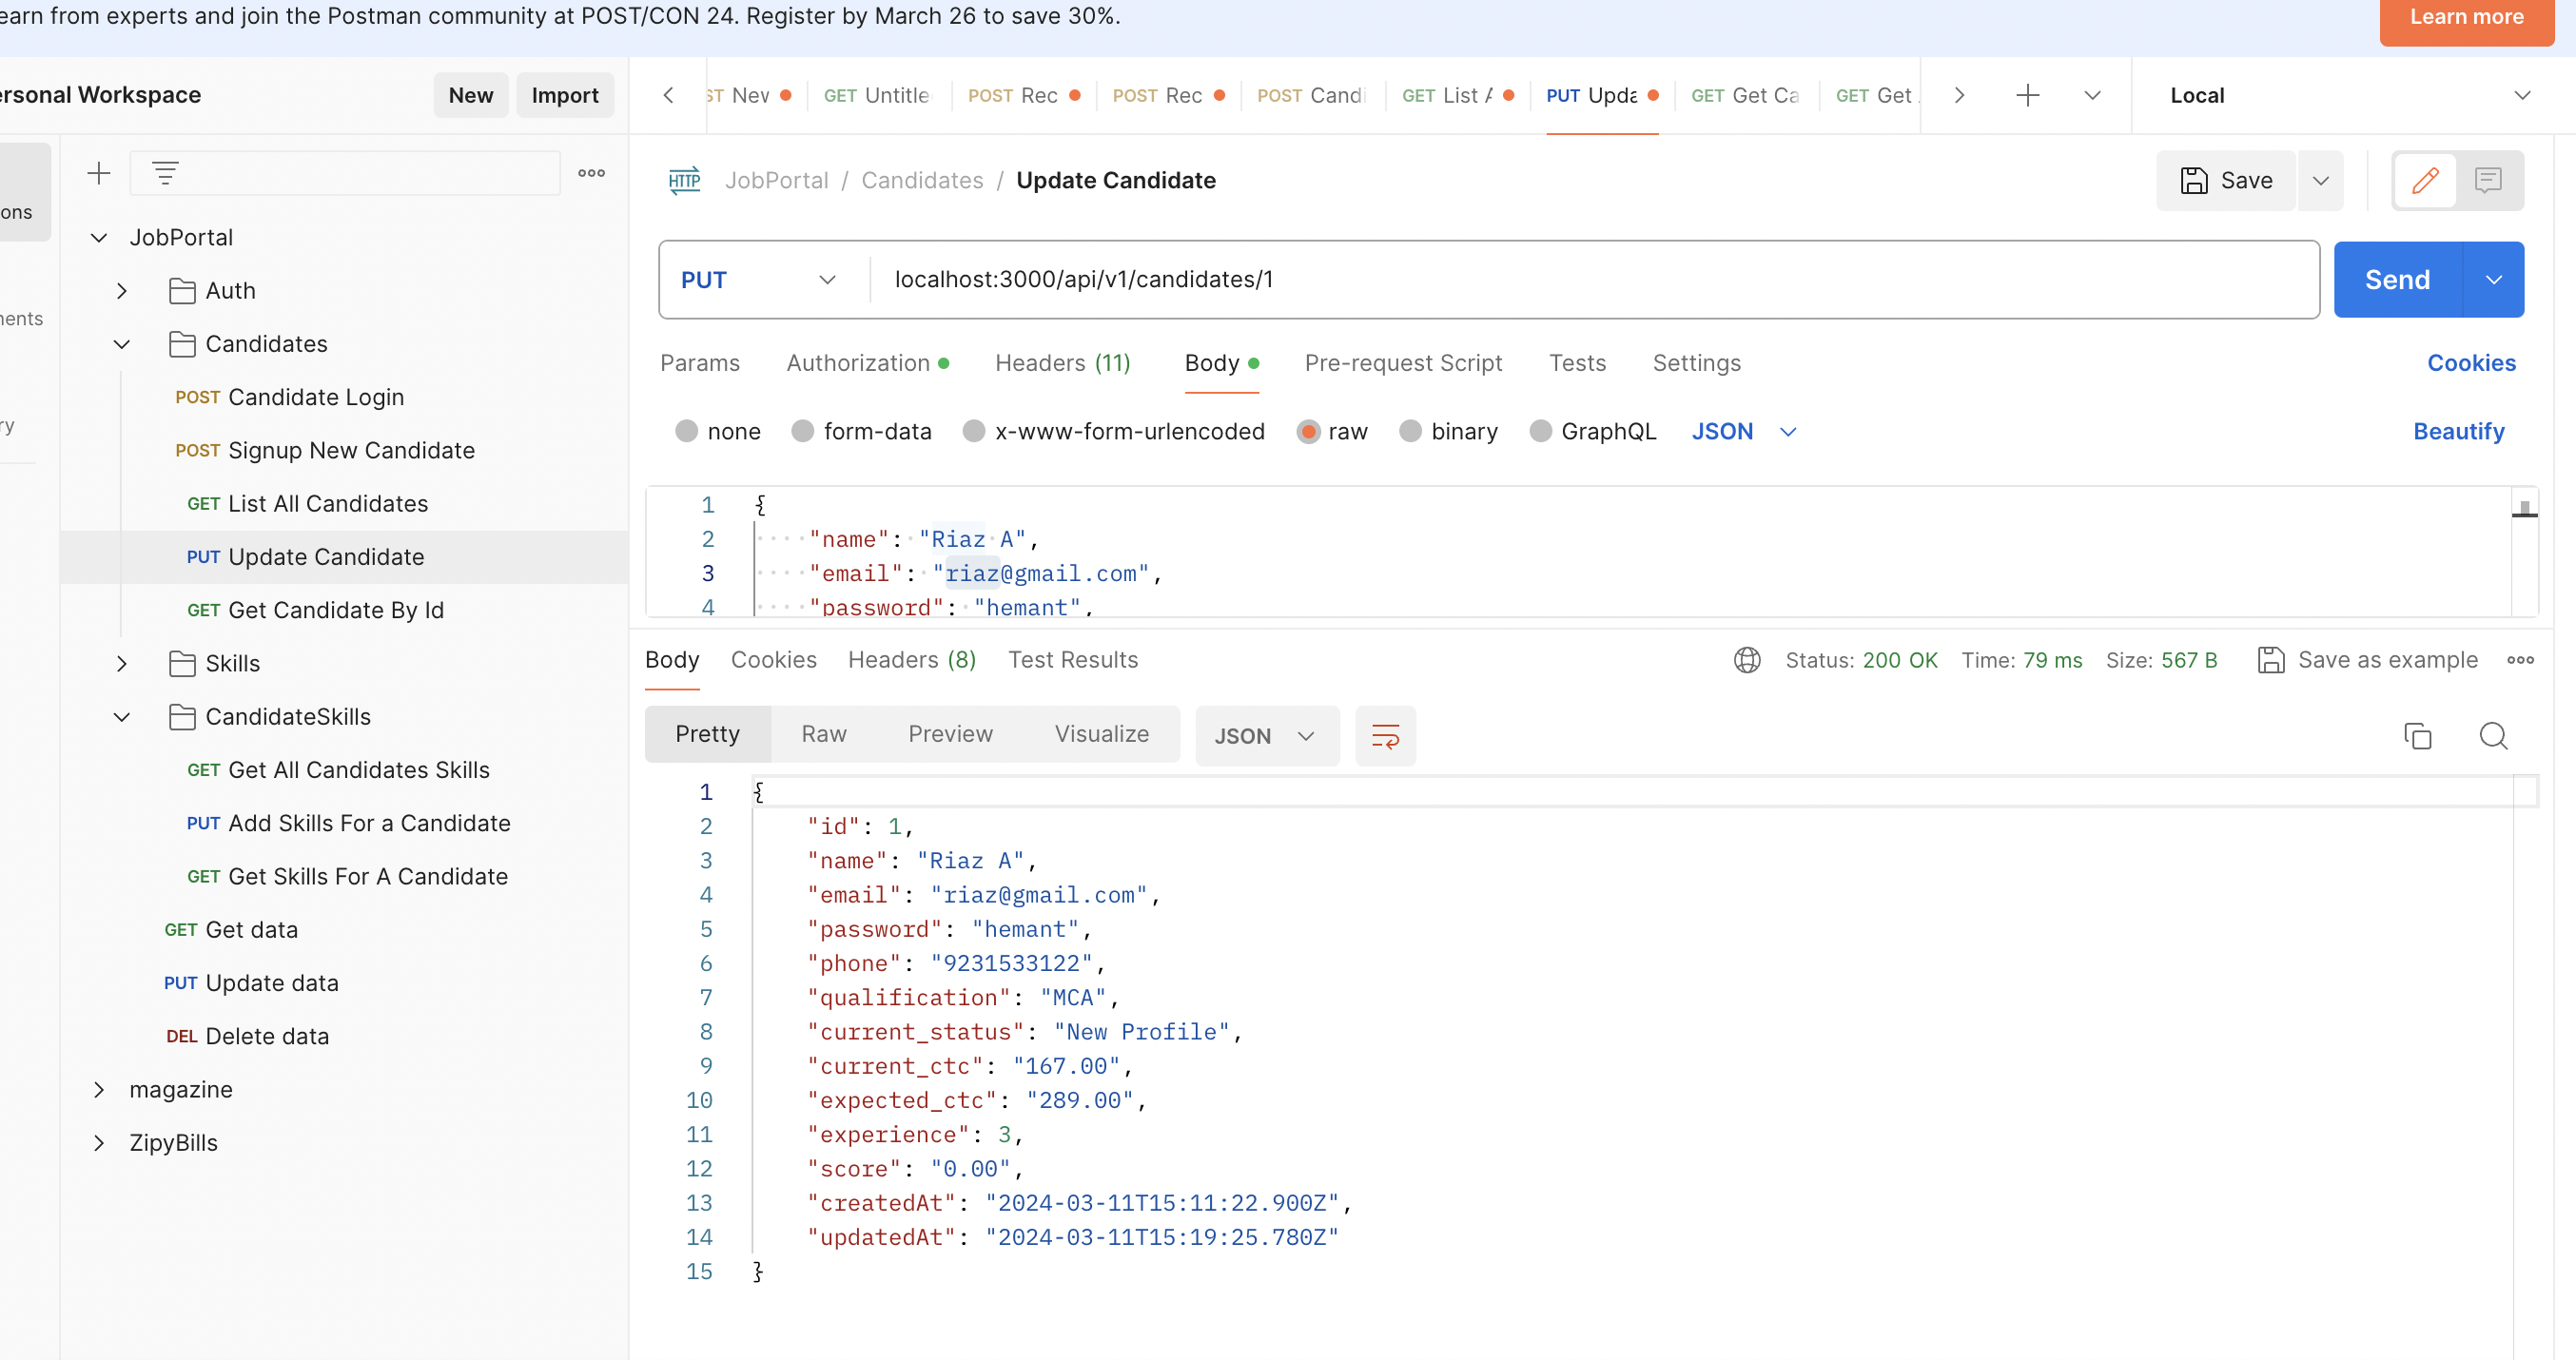 earn from experts and join the Postman community at POST/CON 24. Register by March 26 to save 30%.
Learn more
ersonal Workspace
New
Import
ST New
GET Untitle
POST Rec
POST Rec
POST Candi
GET List A
PUT Upda
GET Get Ca
GET Get
Local
ons
ents
ry
JobPortal
Auth
Candidates
POST Candidate Login
POST Signup New Candidate
GET List All Candidates
PUT Update Candidate
GET Get Candidate By Id
Skills
CandidateSkills
GET Get All Candidates Skills
PUT Add Skills For a Candidate
GET Get Skills For A Candidate
GET Get data
PUT Update data
DEL Delete data
magazine
ZipyBills
HTTP JobPortal / Candidates / Update Candidate
Save
PUT localhost:3000/api/v1/candidates/1
Send
Params Authorization Headers (11) Body Pre-request Script Tests Settings Cookies
none form-data x-www-form-urlencoded raw binary GraphQL JSON Beautify
1 {
2 "name": "Riaz A",
3 "email": "riaz@gmail.com",
4 "password": "hemant",
Body Cookies Headers (8) Test Results Status: 200 OK Time: 79 ms Size: 567 B Save as example
Pretty Raw Preview Visualize JSON
1 {
2 "id": 1,
3 "name": "Riaz A",
4 "email": "riaz@gmail.com",
5 "password": "hemant",
6 "phone": "9231533122",
7 "qualification": "MCA",
8 "current_status": "New Profile",
9 "current_ctc": "167.00",
10 "expected_ctc": "289.00",
11 "experience": 3,
12 "score": "0.00",
13 "createdAt": "2024-03-11T15:11:22.900Z",
14 "updatedAt": "2024-03-11T15:19:25.780Z"
15 }